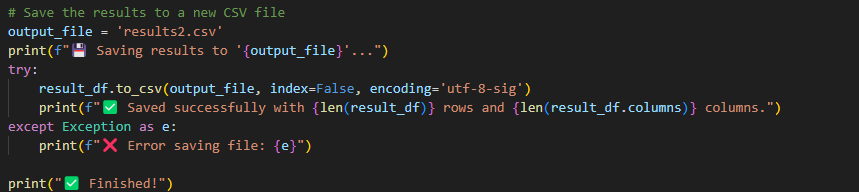 # Save the results to a new CSV file
output_file = 'results2.csv'
print(f"💾 Saving results to '{output_file}'...")
try:
    result_df.to_csv(output_file, index=False, encoding='utf-8-sig')
    print(f"✅ Saved successfully with {len(result_df)} rows and {len(result_df.columns)} columns.")
except Exception as e:
    print(f"❌ Error saving file: {e}")

print("✅ Finished!")